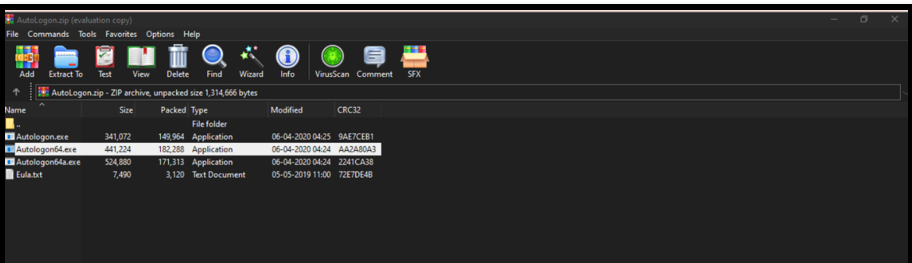 AutoLogon.zip (evaluation copy)
File Commands Tools Favorites Options Help
Add Extract To Test View Delete Find Wizard Info VirusScan Comment SFX
AutoLogon.zip - ZIP archive, unpacked size 1,314,666 bytes
Name Size Packed Type Modified CRC32
.. File folder
Autologon.exe 341,072 149,964 Application 06-04-2020 04:25 9AE7CEB1
Autologon64.exe 441,224 182,288 Application 06-04-2020 04:24 AA2A80A3
Autologon64a.exe 524,880 171,313 Application 06-04-2020 04:24 2241CA38
Eula.txt 7,490 3,120 Text Document 05-05-2019 11:00 72E7DE4B